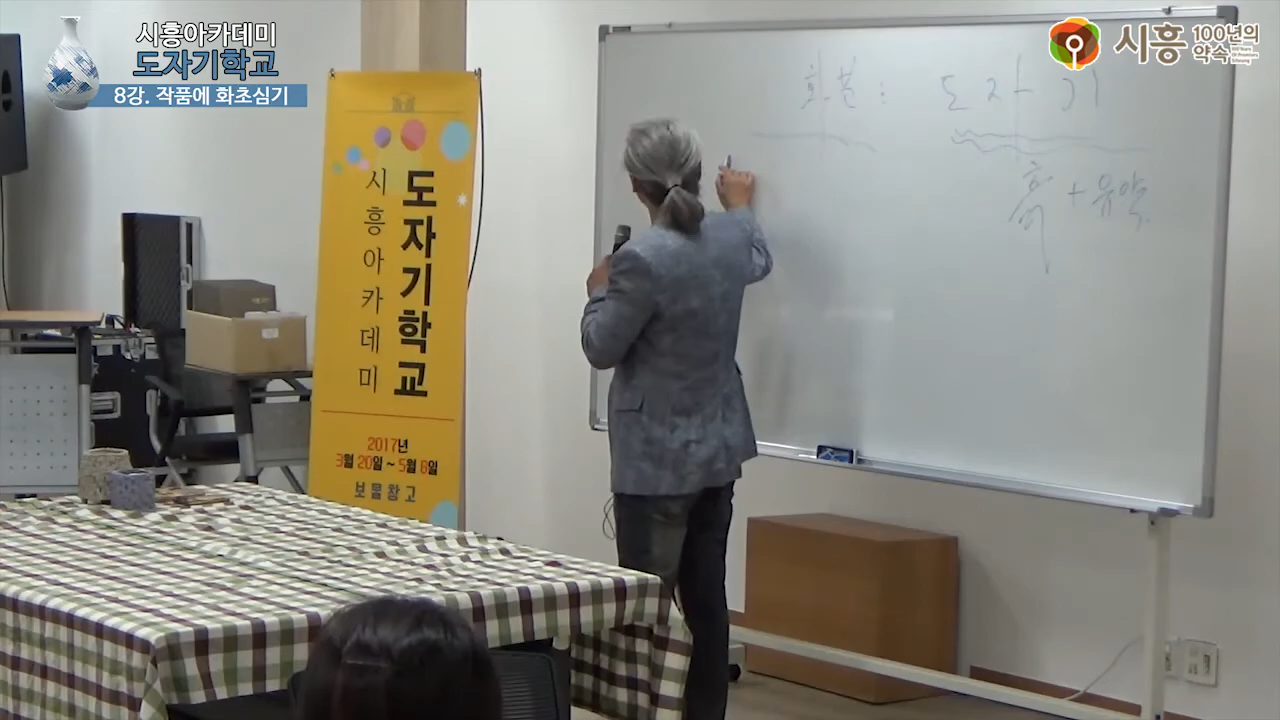 시흥아카데미
도자기학교
8강. 작품에 화초심기
시흥 100년의 약속
도자기학교
시흥아카데미
2017년
3월 20일 ~ 5월 8일
보물창고
화분 : 도자기
흙 + 유약